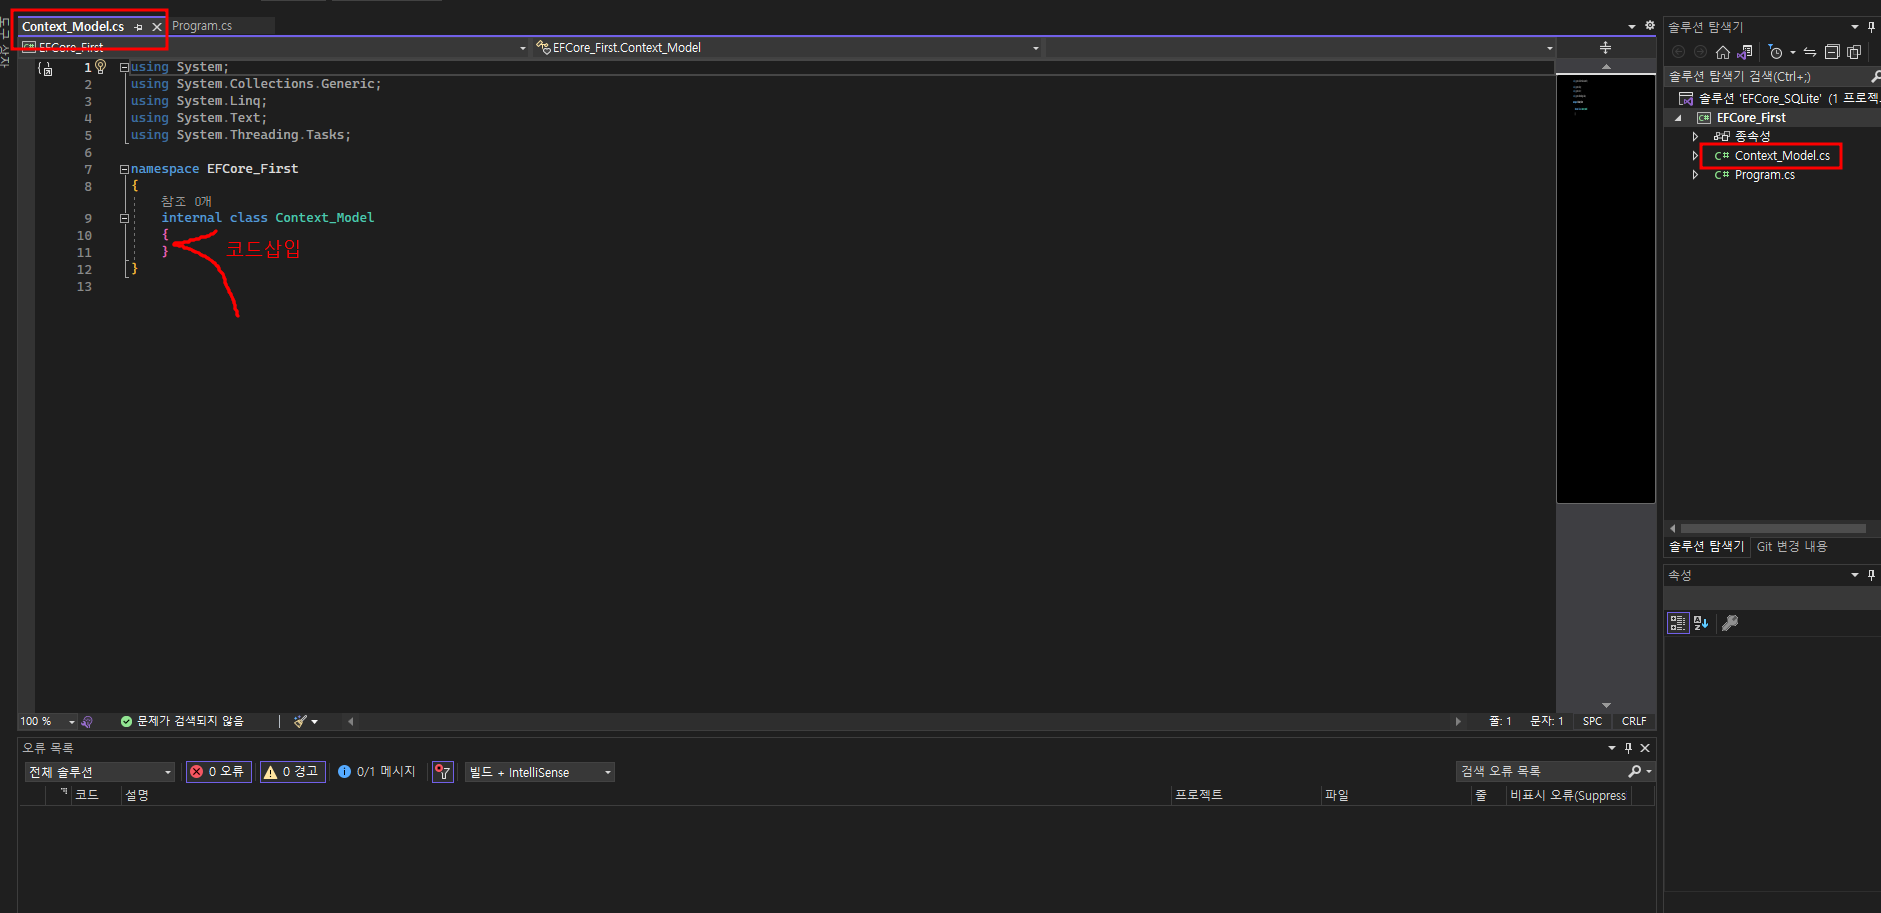 Context_Model.cs
Program.cs
EFCore_First
EFCore_First.Context_Model
도구 상자
1 using System;
2 using System.Collections.Generic;
3 using System.Linq;
4 using System.Text;
5 using System.Threading.Tasks;
6
7 namespace EFCore_First
8 {
참조 0개
9 internal class Context_Model
10 {
코드삽입
11 }
12 }
13
100 %
문제가 검색되지 않음
줄: 1
문자: 1
SPC
CRLF
오류 목록
전체 솔루션
0 오류
0 경고
0/1 메시지
빌드 + IntelliSense
검색 오류 목록
코드
설명
프로젝트
파일
줄
비표시 오류(Suppress
솔루션 탐색기
솔루션 탐색기 검색(Ctrl+;)
솔루션 'EFCore_SQLite' (1 프로젝
C# EFCore_First
종속성
C# Context_Model.cs
C# Program.cs
솔루션 탐색기
Git 변경 내용
속성